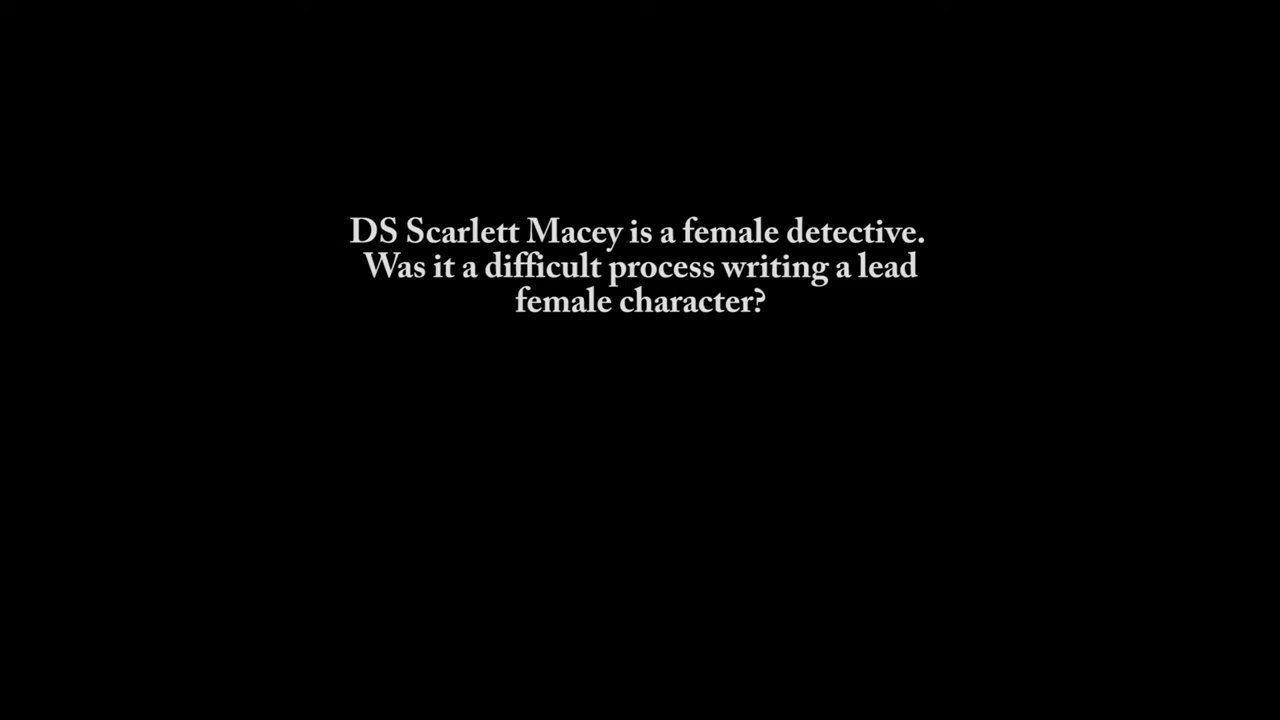 DS Scarlett Macey is a female detective.
Was it a difficult process writing a lead
female character?